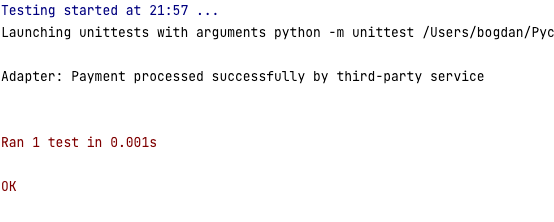 Testing started at 21:57 ...
Launching unittests with arguments python -m unittest /Users/bogdan/Pyc
Adapter: Payment processed successfully by third-party service
Ran 1 test in 0.001s
OK